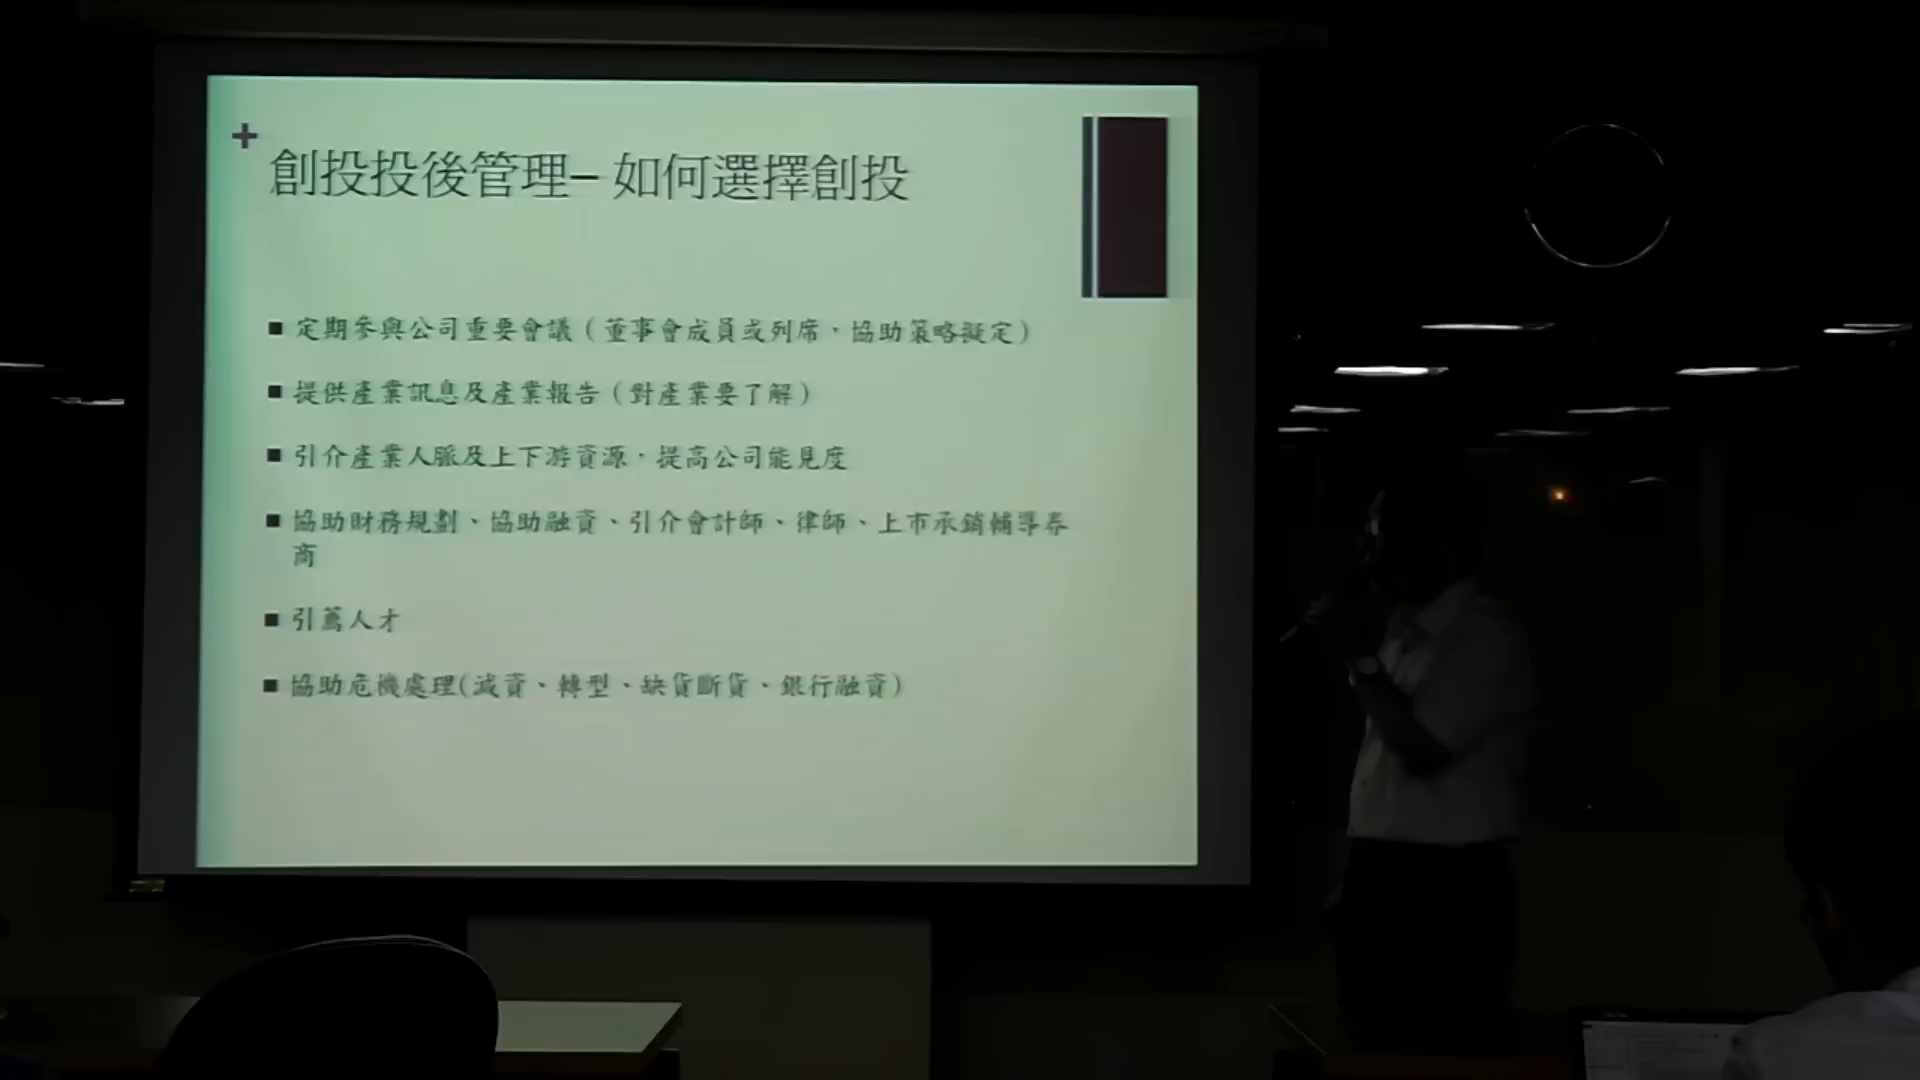 +
創投投後管理– 如何選擇創投
■ 定期參與公司重要會議（董事會成員或列席，協助策略擬定）
■ 提供產業訊息及產業報告（對產業要了解）
■ 引介產業人脈及上下游資源，提高公司能見度
■ 協助財務規劃、協助融資、引介會計師、律師、上市承銷輔導券
商
■ 引薦人才
■ 協助危機處理(減資、轉型、缺貨斷貨、銀行融資)